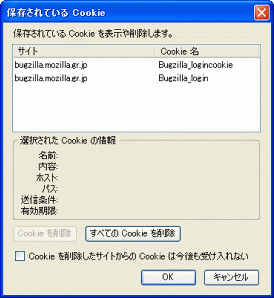 保存されている Cookie
保存されている Cookie を表示や削除します。
サイト Cookie 名
bugzilla.mozilla.gr.jp Bugzilla_logincookie
bugzilla.mozilla.gr.jp Bugzilla_login
選択された Cookie の情報
名前:
内容:
ホスト:
パス:
送信条件:
有効期限:
Cookie を削除 すべての Cookie を削除
Cookie を削除したサイトからの Cookie は今後も受け入れない
OK キャンセル